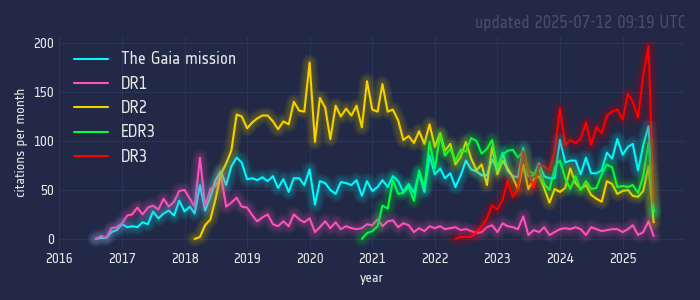 updated 2025-07-12 09:19 UTC
citations per month
200
150
100
50
0
The Gaia mission
DR1
DR2
EDR3
DR3
2016 2017 2018 2019 2020 2021 2022 2023 2024 2025
year